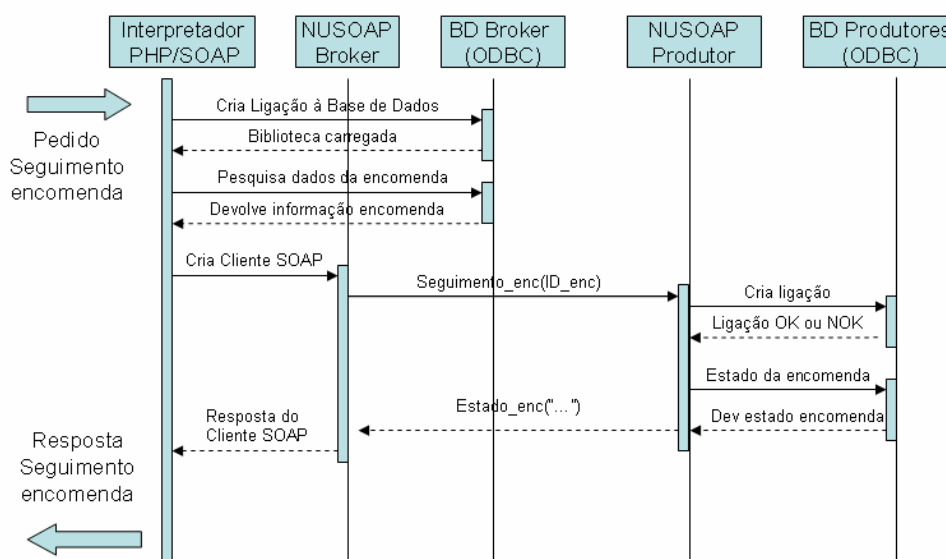 Interpretador
PHP/SOAP
NUSOAP
Broker
BD Broker
(ODBC)
NUSOAP
Produtor
BD Produtores
(ODBC)
Pedido
Seguimento
encomenda
Cria Ligação à Base de Dados
Biblioteca carregada
Pesquisa dados da encomenda
Devolve informação encomenda
Cria Cliente SOAP
Seguimento_enc(ID_enc)
Cria ligação
Ligação OK ou NOK
Estado da encomenda
Estado_enc("...")
Dev estado encomenda
Resposta do
Cliente SOAP
Resposta
Seguimento
encomenda